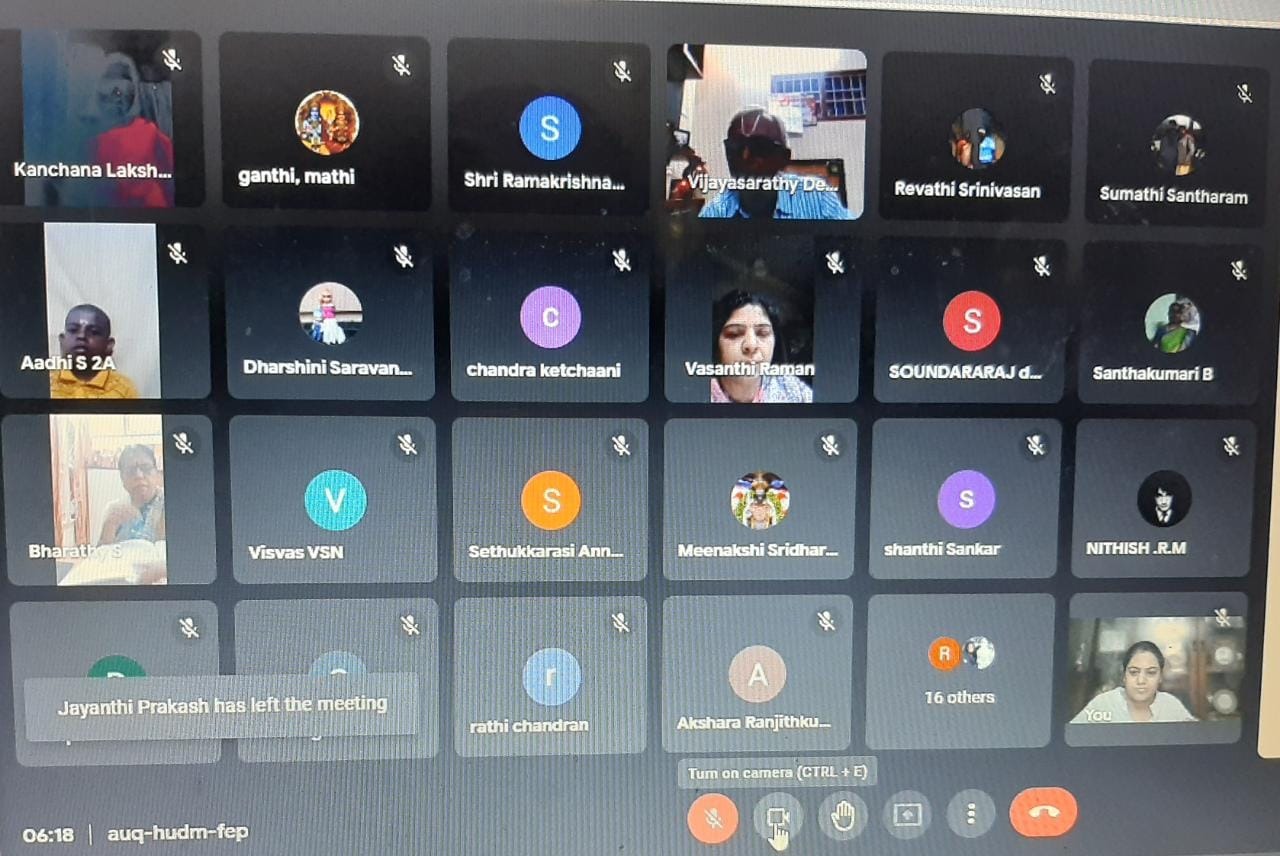 Kanchana Laksh...
ganthi, mathi
S
Shri Ramakrishna...
Vijayasarathy De...
Revathi Srinivasan
Sumathi Santharam
Aadhi S 2A
Dharshini Saravan...
c
chandra ketchaani
Vasanthi Raman
S
SOUNDARARAJ d...
Santhakumari B
Bharathy S
V
Visvas VSN
S
Sethukkarasi Ann...
Meenakshi Sridhar...
s
shanthi Sankar
NITHISH .R.M
Jayanthi Prakash has left the meeting
r
rathi chandran
A
Akshara Ranjithku...
R
16 others
You
Turn on camera (CTRL + E)
06:18 | auq-hudm-fep